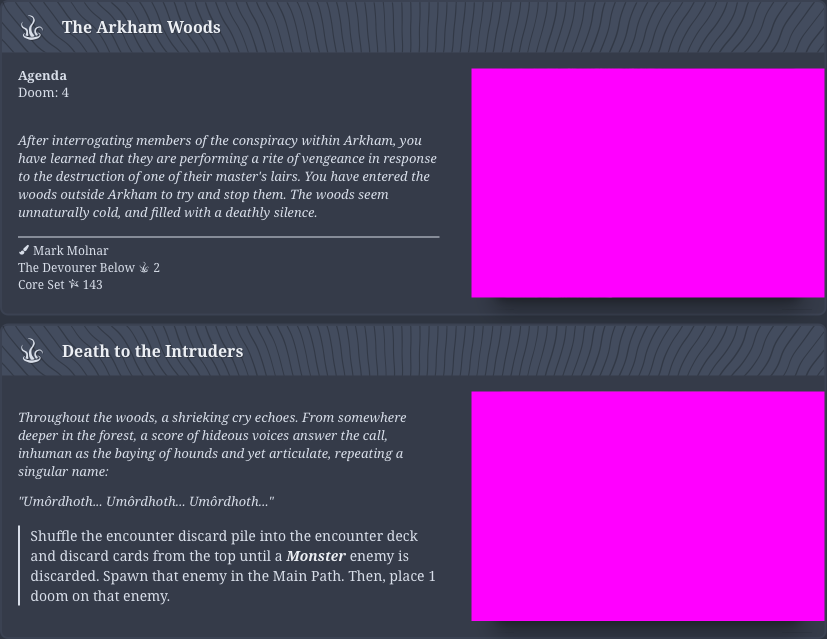 The Arkham Woods
Agenda
Doom: 4
After interrogating members of the conspiracy within Arkham, you
have learned that they are performing a rite of vengeance in response
to the destruction of one of their master's lairs. You have entered the
woods outside Arkham to try and stop them. The woods seem
unnaturally cold, and filled with a deathly silence.
Mark Molnar
The Devourer Below 2
Core Set 143
Death to the Intruders
Throughout the woods, a shrieking cry echoes. From somewhere
deeper in the forest, a score of hideous voices answer the call,
inhuman as the baying of hounds and yet articulate, repeating a
singular name:
"Umôrdhoth... Umôrdhoth... Umôrdhoth..."
Shuffle the encounter discard pile into the encounter deck
and discard cards from the top until a Monster enemy is
discarded. Spawn that enemy in the Main Path. Then, place 1
doom on that enemy.